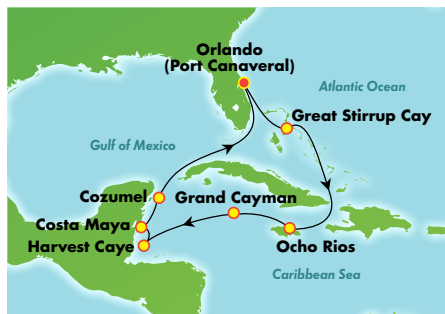 Orlando
(Port Canaveral)
Atlantic Ocean
Great Stirrup Cay
Gulf of Mexico
Cozumel
Grand Cayman
Costa Maya
Harvest Caye
Ocho Rios
Caribbean Sea